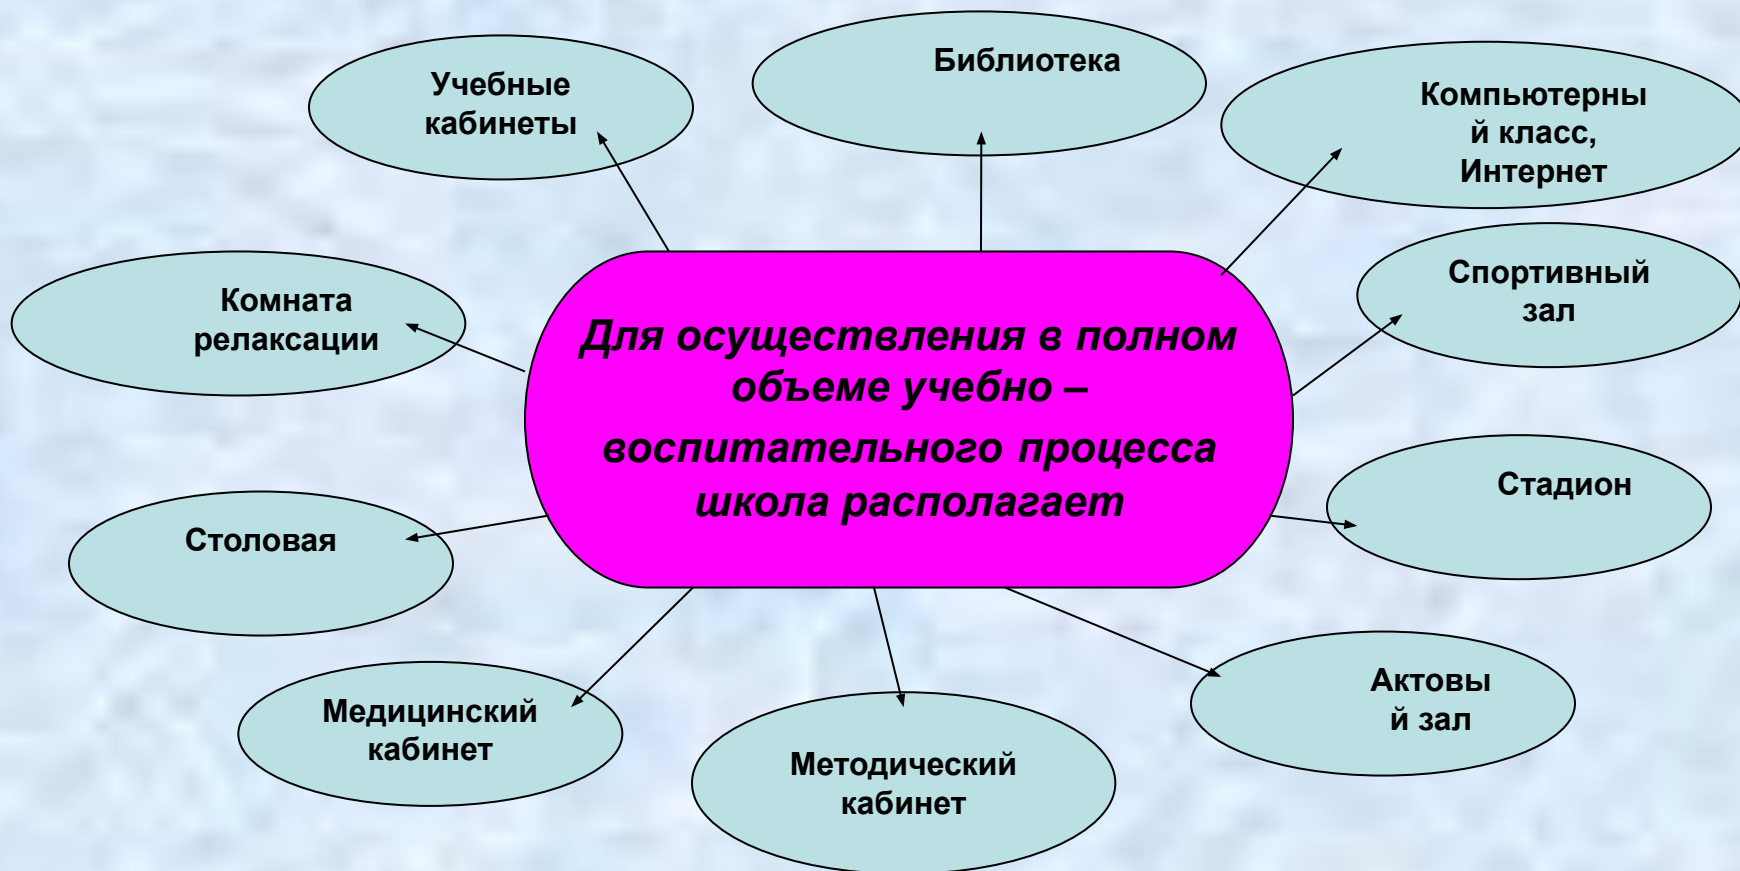 Учебные
кабинеты
Библиотека
Компьютерны
й класс,
Интернет
Комната
релаксации
Для осуществления в полном
объеме учебно –
воспитательного процесса
школа располагает
Спортивный
зал
Столовая
Стадион
Медицинский
кабинет
Методический
кабинет
Актовы
й зал